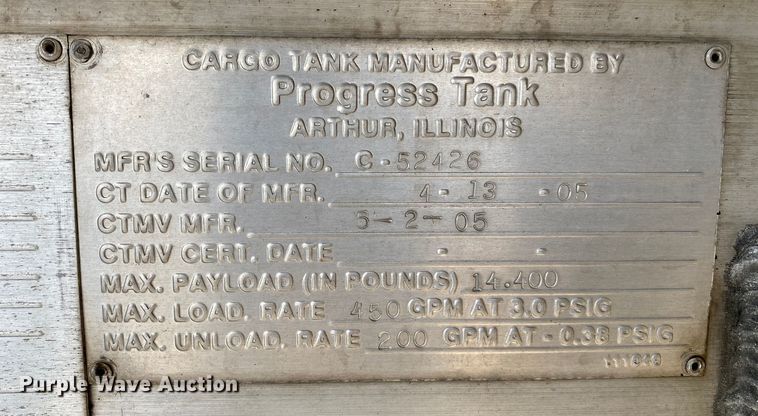 CARGO TANK MANUFACTURED BY
Progress Tank
ARTHUR, ILLINOIS
MFR'S SERIAL NO. C-52426
CT DATE OF MFR. 4-13-05
CTMV MFR. 5-2-05
CTMV CERT. DATE - -
MAX. PAYLOAD (IN POUNDS) 14.400
MAX. LOAD. RATE 450 GPM AT 3.0 PSIG
MAX. UNLOAD. RATE 200 GPM AT - 0.38 PSIG
Purple Wave Auction